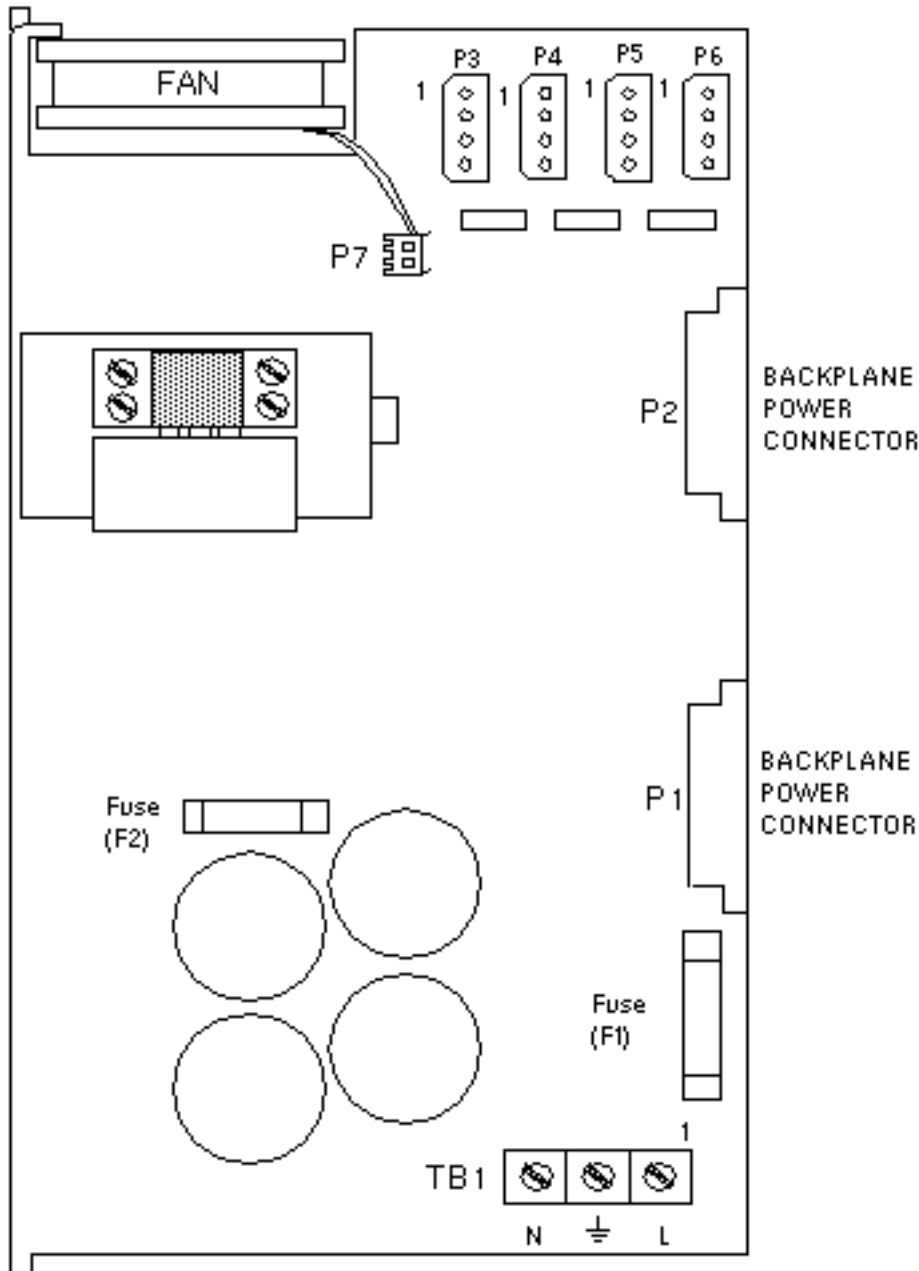 FAN
P3
P4
P5
P6
1
1
1
1
P7
P2
BACKPLANE
POWER
CONNECTOR
P1
BACKPLANE
POWER
CONNECTOR
Fuse
(F2)
Fuse
(F1)
1
TB1
N
L